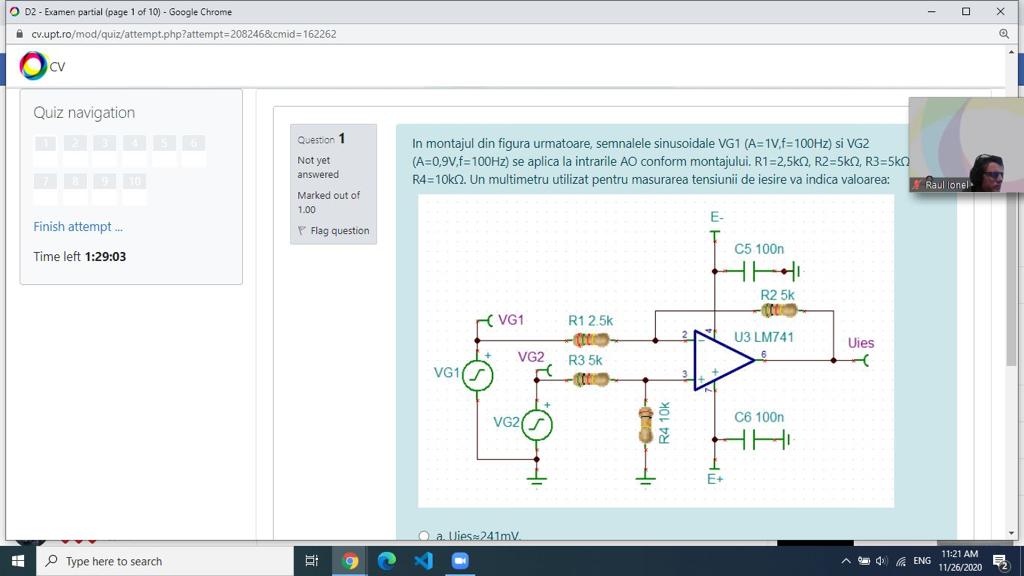 D2 - Examen partial (page 1 of 10) - Google Chrome
cv.upt.ro/mod/quiz/attempt.php?attempt=208246&cmid=162262
CV
Quiz navigation
1 2 3 4 5 6
7 8 9 10
Finish attempt ...
Time left 1:29:03
Question 1
Not yet
answered
Marked out of
1.00
Flag question
In montajul din figura urmatoare, semnalele sinusoidale VG1 (A=1V,f=100Hz) si VG2
(A=0,9V,f=100Hz) se aplica la intrarile AO conform montajului. R1=2,5kΩ, R2=5kΩ, R3=5kΩ
R4=10kΩ. Un multimetru utilizat pentru masurarea tensiunii de iesire va indica valoarea:
Raul Ionel
E-
C5 100n
R2 5k
VG1
R1 2.5k
2
4
U3 LM741
Uies
VG2
R3 5k
6
VG1
+
3
-
+
+
7
+
VG2
R4 10k
C6 100n
E+
a. Uies≈241mV.
Type here to search
ENG
11:21 AM
11/26/2020
2